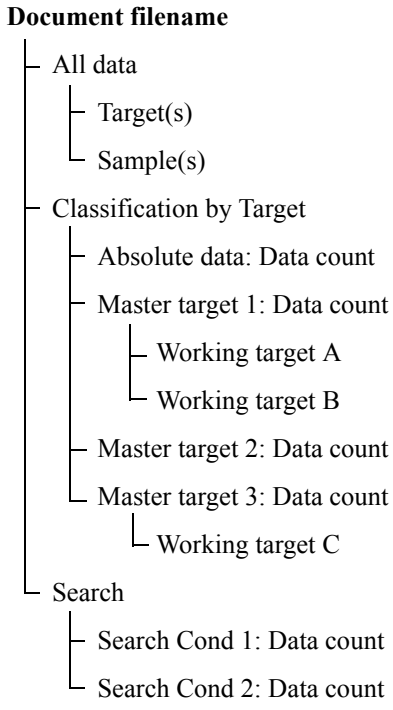 Document filename
All data
Target(s)
Sample(s)
Classification by Target
Absolute data: Data count
Master target 1: Data count
Working target A
Working target B
Master target 2: Data count
Master target 3: Data count
Working target C
Search
Search Cond 1: Data count
Search Cond 2: Data count